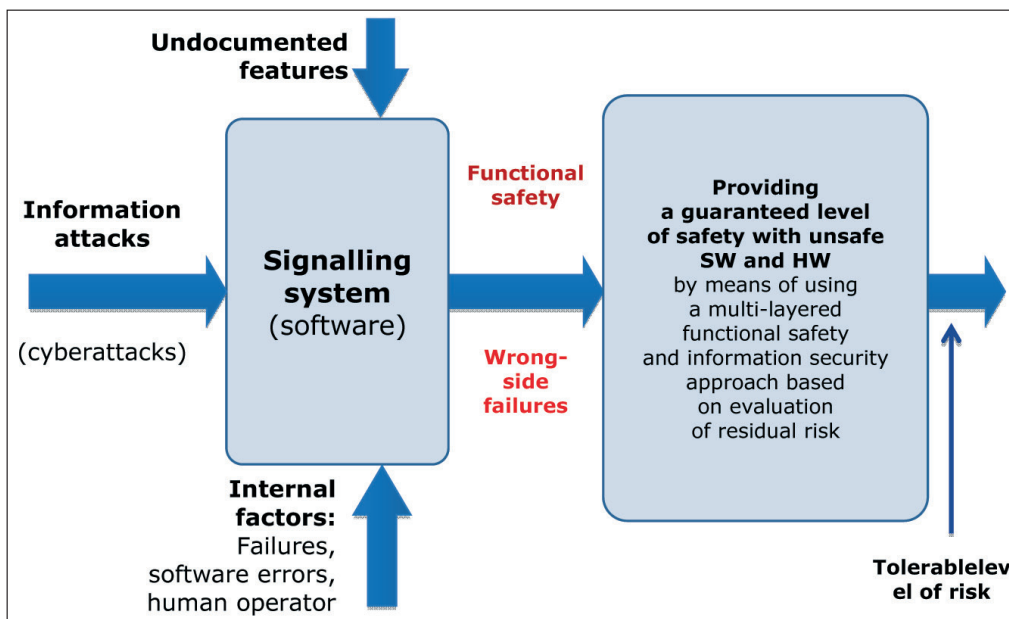 Undocumented
features
Information
attacks
(cyberattacks)
Signalling
system
(software)
Internal
factors:
Failures,
software errors,
human operator
Functional
safety
Wrong-
side
failures
Providing
a guaranteed level
of safety with unsafe
SW and HW
by means of using
a multi-layered
functional safety
and information security
approach based
on evaluation
of residual risk
Tolerablelev
el of risk